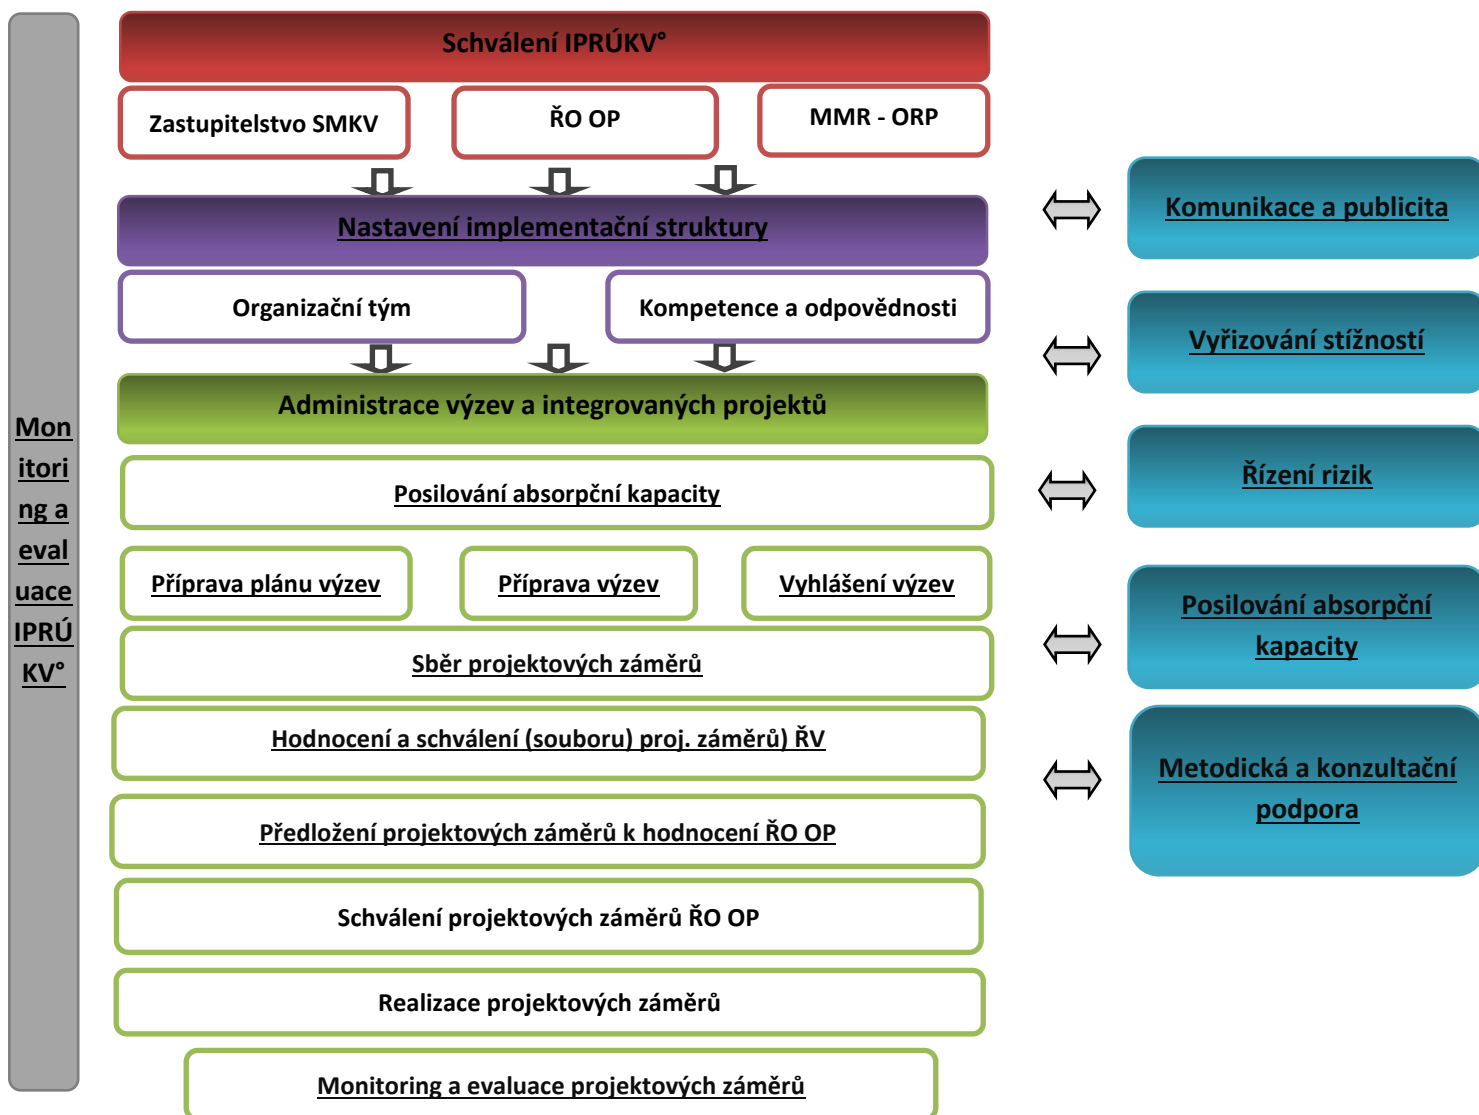 Schválení IPRÚKV°
Zastupitelstvo SMKV
ŘO OP
MMR - ORP
Nastavení implementační struktury
Organizační tým
Kompetence a odpovědnosti
Administrace výzev a integrovaných projektů
Posilování absorpční kapacity
Příprava plánu výzev
Příprava výzev
Vyhlášení výzev
Sběr projektových záměrů
Hodnocení a schválení (souboru) proj. záměrů) ŘV
Předložení projektových záměrů k hodnocení ŘO OP
Schválení projektových záměrů ŘO OP
Realizace projektových záměrů
Monitoring a evaluace projektových záměrů
Mon
itori
ng a
eval
uace
IPRÚ
KV°
Komunikace a publicita
Vyřizování stížností
Řízení rizik
Posilování absorpční
kapacity
Metodická a konzultační
podpora